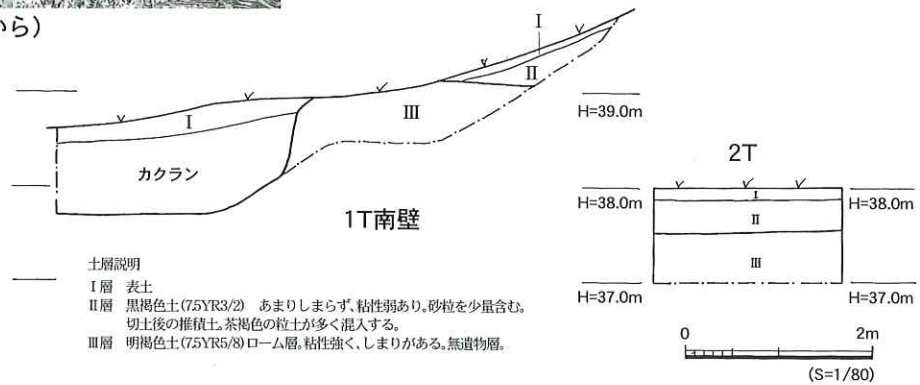 から)
I
II
I
III
H=39.0m
カクラン
2T
1T南壁
H=38.0m
I
H=38.0m
II
III
H=37.0m
H=37.0m
土層説明
I層 表土
II層 黒褐色土(7.5YR3/2) あまりしまらず、粘性弱あり。砂粒を少量含む。
切土後の推積土。茶褐色の粒土が多く混入する。
III層 明褐色土(7.5YR5/8)ローム層。粘性強く、しまりがある。無遺物層。
0 2m
(S=1/80)